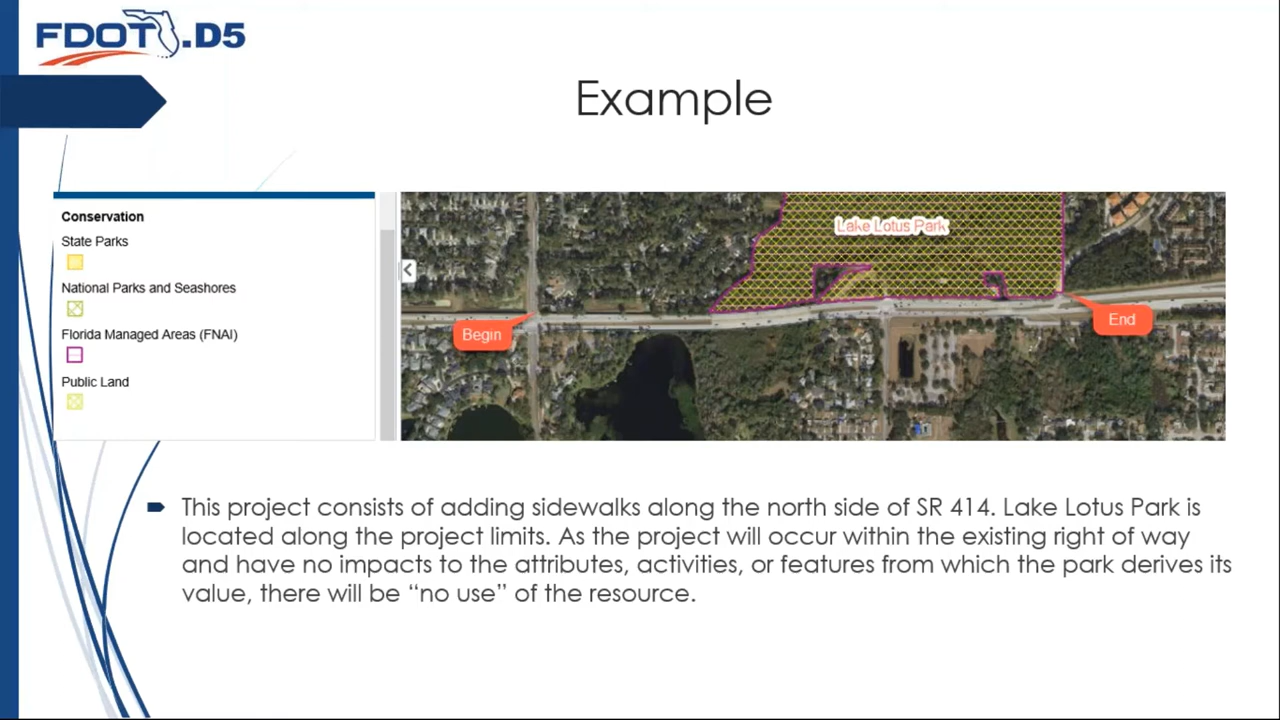 FDOT.D5
Example
Conservation
State Parks
National Parks and Seashores
Florida Managed Areas (FNAI)
Public Land
Lake Lotus Park
Begin
End
This project consists of adding sidewalks along the north side of SR 414. Lake Lotus Park is
located along the project limits. As the project will occur within the existing right of way
and have no impacts to the attributes, activities, or features from which the park derives its
value, there will be “no use” of the resource.